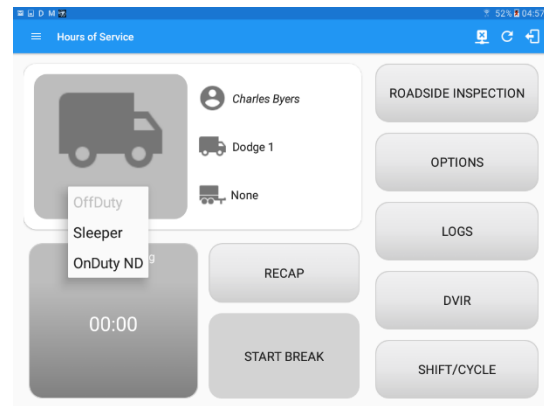 D M
52% 04:57
Hours of Service
Charles Byers
Dodge 1
None
OffDuty
Sleeper
OnDuty ND
00:00
RECAP
START BREAK
ROADSIDE INSPECTION
OPTIONS
LOGS
DVIR
SHIFT/CYCLE